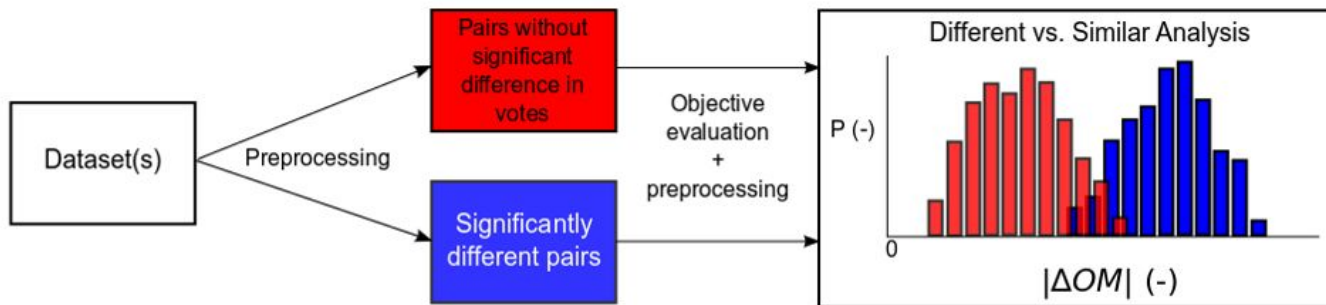 Dataset(s)
Preprocessing
Pairs without
significant
difference in
votes
Significantly
different pairs
Objective
evaluation
+
preprocessing
Different vs. Similar Analysis
P (-)
0
|ΔOM| (-)